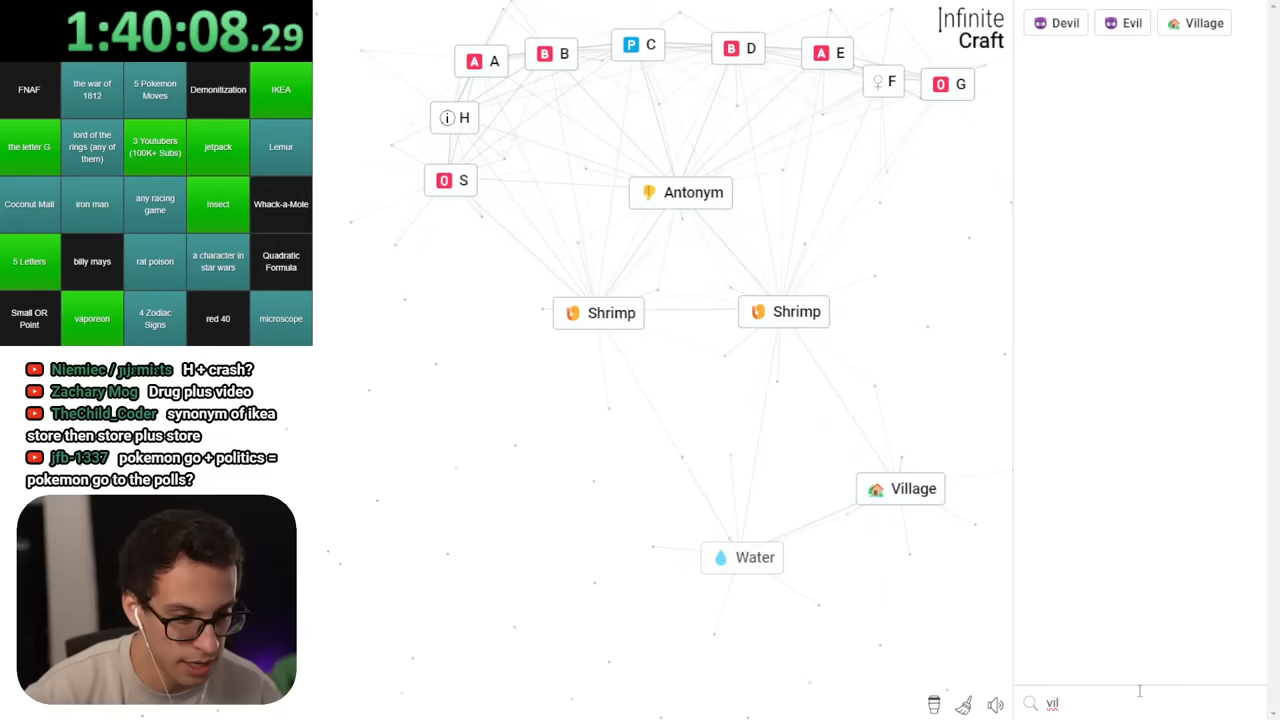 1:40:08.29
FNAF
the war of
1812
5 Pokemon
Moves
Demonitization
IKEA
the letter G
lord of the
rings (any of
them)
3 Youtubers
(100K+ Subs)
jetpack
Lemur
Coconut Mall
iron man
any racing
game
Insect
Whack-a-Mole
5 Letters
billy mays
rat poison
a character in
star wars
Quadratic
Formula
Small OR
Point
vaporeon
4 Zodiac
Signs
red 40
microscope
Niemiec / ɲjɛmiɛts H + crash?
Zachary Mog Drug plus video
TheChild_Coder synonym of ikea
store then store plus store
jfb-1337 pokemon go + politics =
pokemon go to the polls?
Infinite
Craft
A A
B B
P C
B D
A E
♀ F
O G
i H
O S
Antonym
Shrimp
Shrimp
Village
Water
Devil
Evil
Village
vil